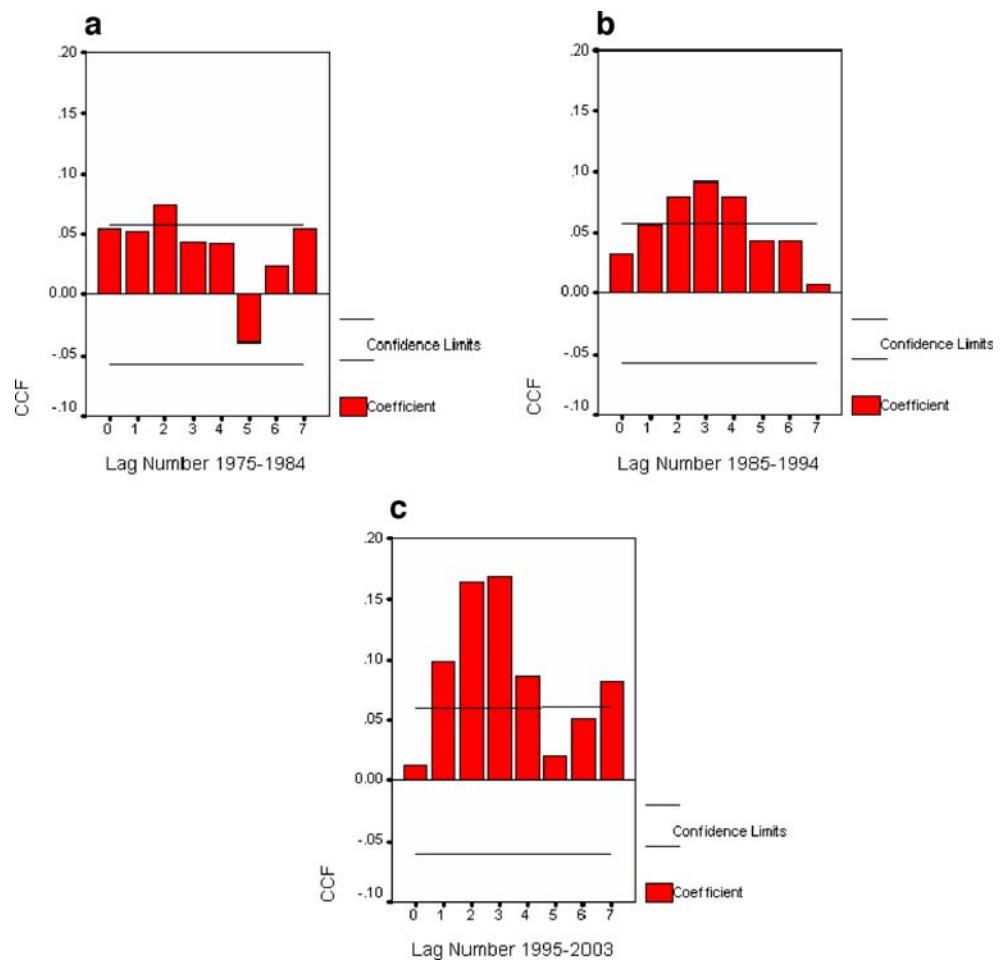 a
.20
.15
.10
.05
0.00
-.05
-.10
CCF
0 1 2 3 4 5 6 7
Lag Number 1975-1984
Confidence Limits
Coefficient
b
.20
.15
.10
.05
0.00
-.05
-.10
CCF
0 1 2 3 4 5 6 7
Lag Number 1985-1994
Confidence Limits
Coefficient
c
.20
.15
.10
.05
0.00
-.05
-.10
CCF
0 1 2 3 4 5 6 7
Lag Number 1995-2003
Confidence Limits
Coefficient